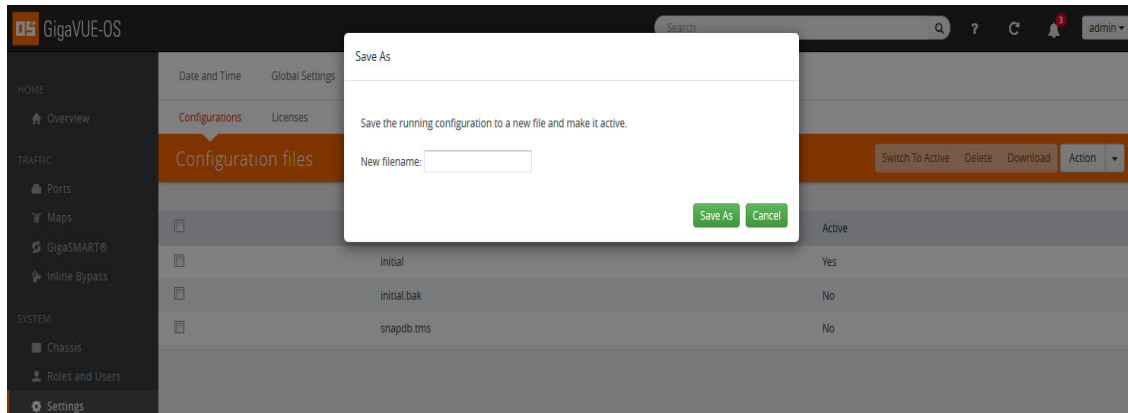 GigaVUE-OS
Search
?
3
admin
HOME
Overview
TRAFFIC
Ports
Maps
GigaSMART®
Inline Bypass
SYSTEM
Chassis
Roles and Users
Settings
Date and Time Global Settings
Configurations Licenses
Configuration files
Switch To Active Delete Download Action
Save As
Save the running configuration to a new file and make it active.
New filename:
Save As Cancel
Active
initial Yes
initial.bak No
snapdb.tms No